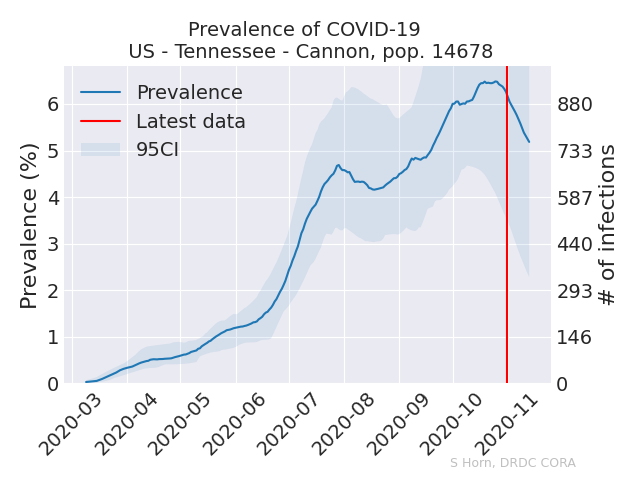 Prevalence of COVID-19
US - Tennessee - Cannon, pop. 14678
Prevalence
Latest data
95CI
Prevalence (%)
6
5
4
3
2
1
0
# of infections
880
733
587
440
293
146
0
2020-03
2020-04
2020-05
2020-06
2020-07
2020-08
2020-09
2020-10
2020-11
S Horn, DRDC CORA